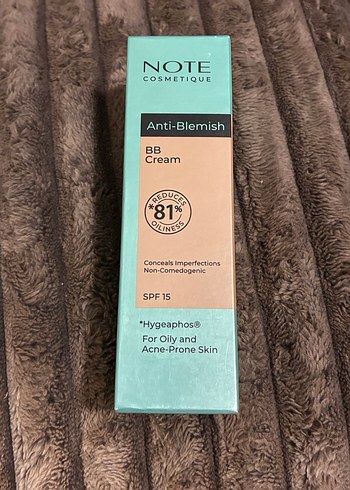 NOTE
COSMETIQUE
Anti-Blemish
BB
Cream
*REDUCES
81%
OILINESS
Conceals Imperfections
Non-Comedogenic
SPF 15
*Hygeaphos®
For Oily and
Acne-Prone Skin